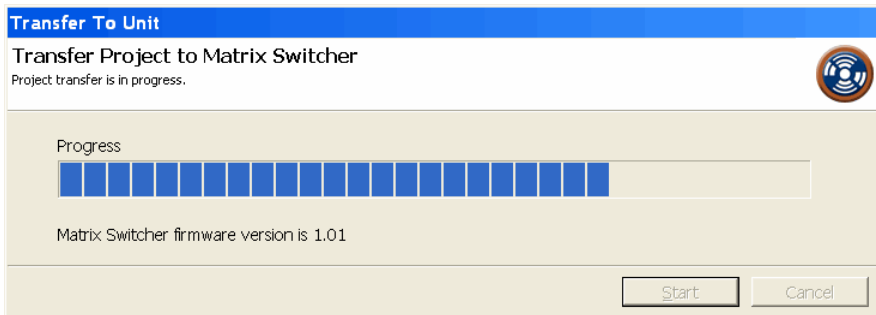 Transfer To Unit
Transfer Project to Matrix Switcher
Project transfer is in progress.
Progress
Matrix Switcher firmware version is 1.01
Start Cancel